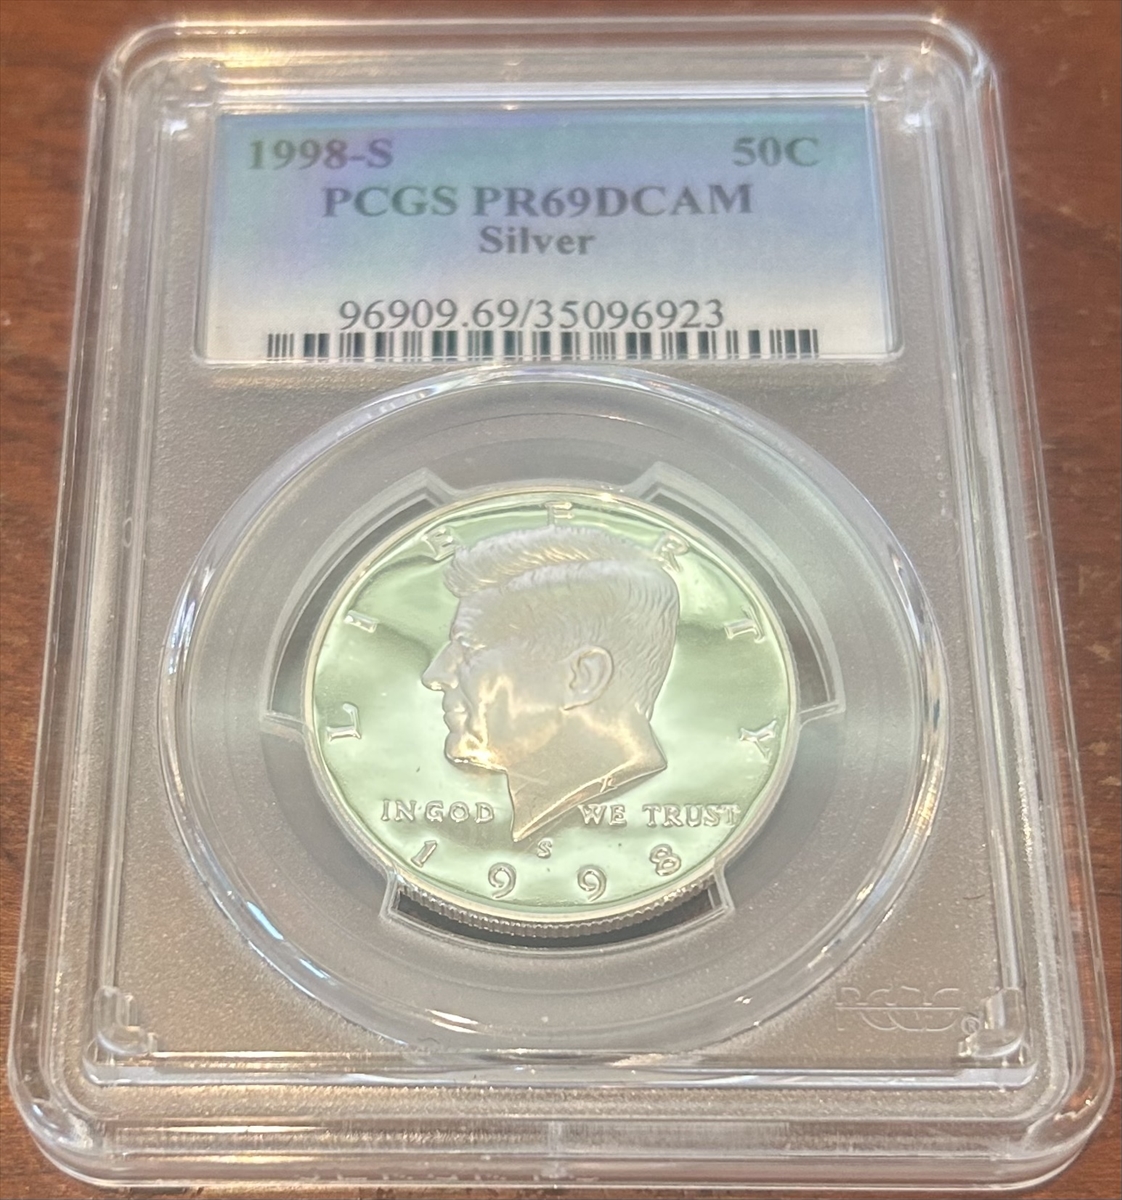 1998-S 50C
PCGS PR69DCAM
Silver
96909.69/35096923
LIBERTY
IN GOD WE TRUST
S
1998
PCGS